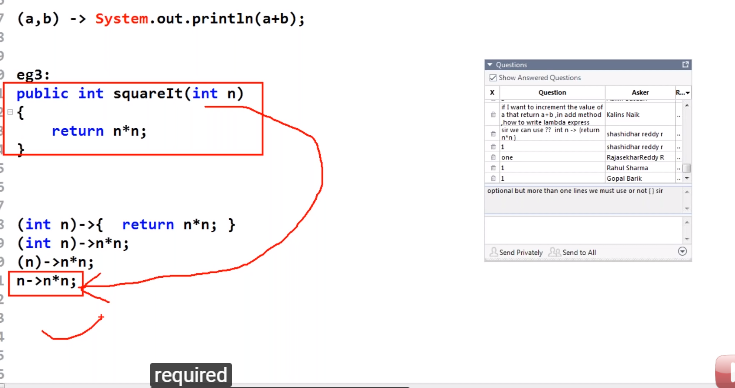 (a,b) -> System.out.println(a+b);
eg3:
public int squareIt(int n)
{
return n*n;
}
(int n)->{ return n*n; }
(int n)->n*n;
(n)->n*n;
n->n*n;
required
Questions
Show Answered Questions
X Question Asker R...
if I want to increment the value of
a that return a+b ,in add method
,how to write lambda express
Kalins Naik
sir we can use ?? int n -> {return
n*n}
shashidhar reddy r
1 shashidhar reddy r
one RajasekharReddy R
1 Rahul Sharma
1 Gopal Barik
optional but more than one lines we must use or not {} sir
Send Privately Send to All